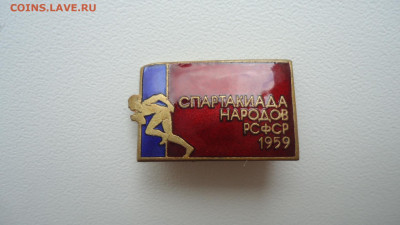 COINS.LAVE.RU
СПАРТАКИАДА
НАРОДОВ
РСФСР
1959